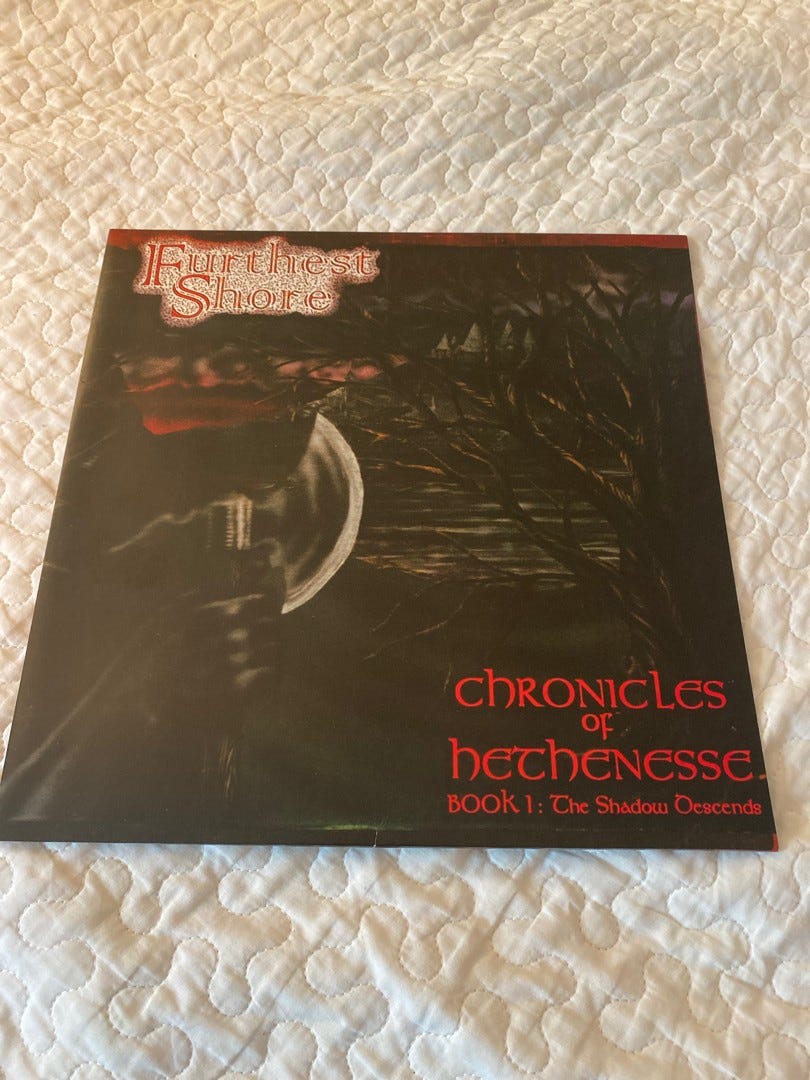 Furthest
Shore
chronicles
of
hethenesse
BOOK 1: The Shadow Descends